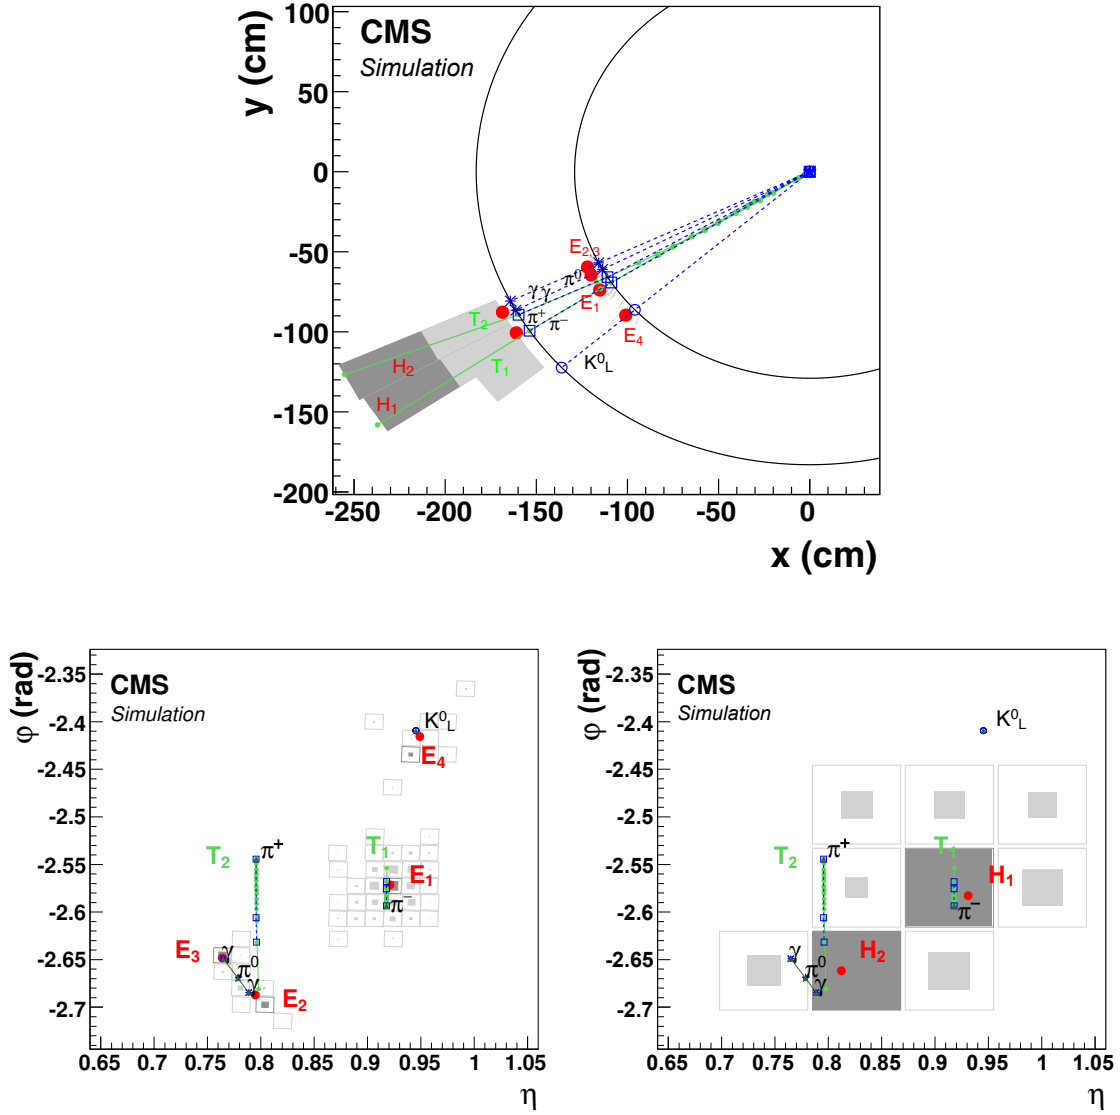 100
CMS
Simulation
y (cm)
50
0
-50
E2,3
π0
γ γ
E1
π+
π−
T2
-100
E4
K0L
H2
T1
H1
-150
-200
-250
-200
-150
-100
-50
0
x (cm)
φ (rad)
-2.35
CMS
Simulation
-2.4
K0L
-2.45
E4
-2.5
T2
π+
T1
-2.55
E1
-2.6
π−
E3
γ
-2.65
π0
γ
E2
-2.7
0.65
0.7
0.75
0.8
0.85
0.9
0.95
1
1.05
η
φ (rad)
-2.35
CMS
Simulation
-2.4
K0L
-2.45
-2.5
T2
π+
T1
-2.55
H1
-2.6
π−
γ
H2
-2.65
π0
γ
-2.7
0.65
0.7
0.75
0.8
0.85
0.9
0.95
1
1.05
η